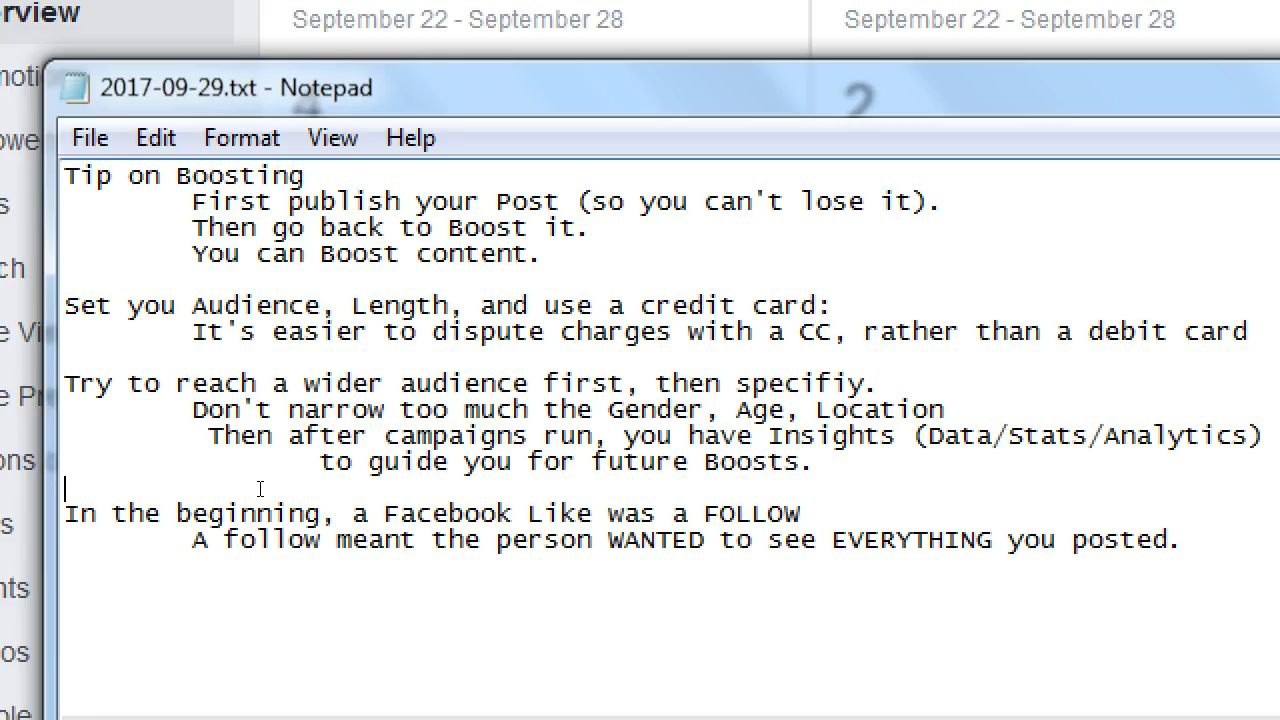 rview
September 22 - September 28
September 22 - September 28
2017-09-29.txt - Notepad
2
File Edit Format View Help
Tip on Boosting
First publish your Post (so you can't lose it).
Then go back to Boost it.
You can Boost content.
Set you Audience, Length, and use a credit card:
It's easier to dispute charges with a CC, rather than a debit card
Try to reach a wider audience first, then specifiy.
Don't narrow too much the Gender, Age, Location
Then after campaigns run, you have Insights (Data/Stats/Analytics)
to guide you for future Boosts.
In the beginning, a Facebook Like was a FOLLOW
A follow meant the person WANTED to see EVERYTHING you posted.